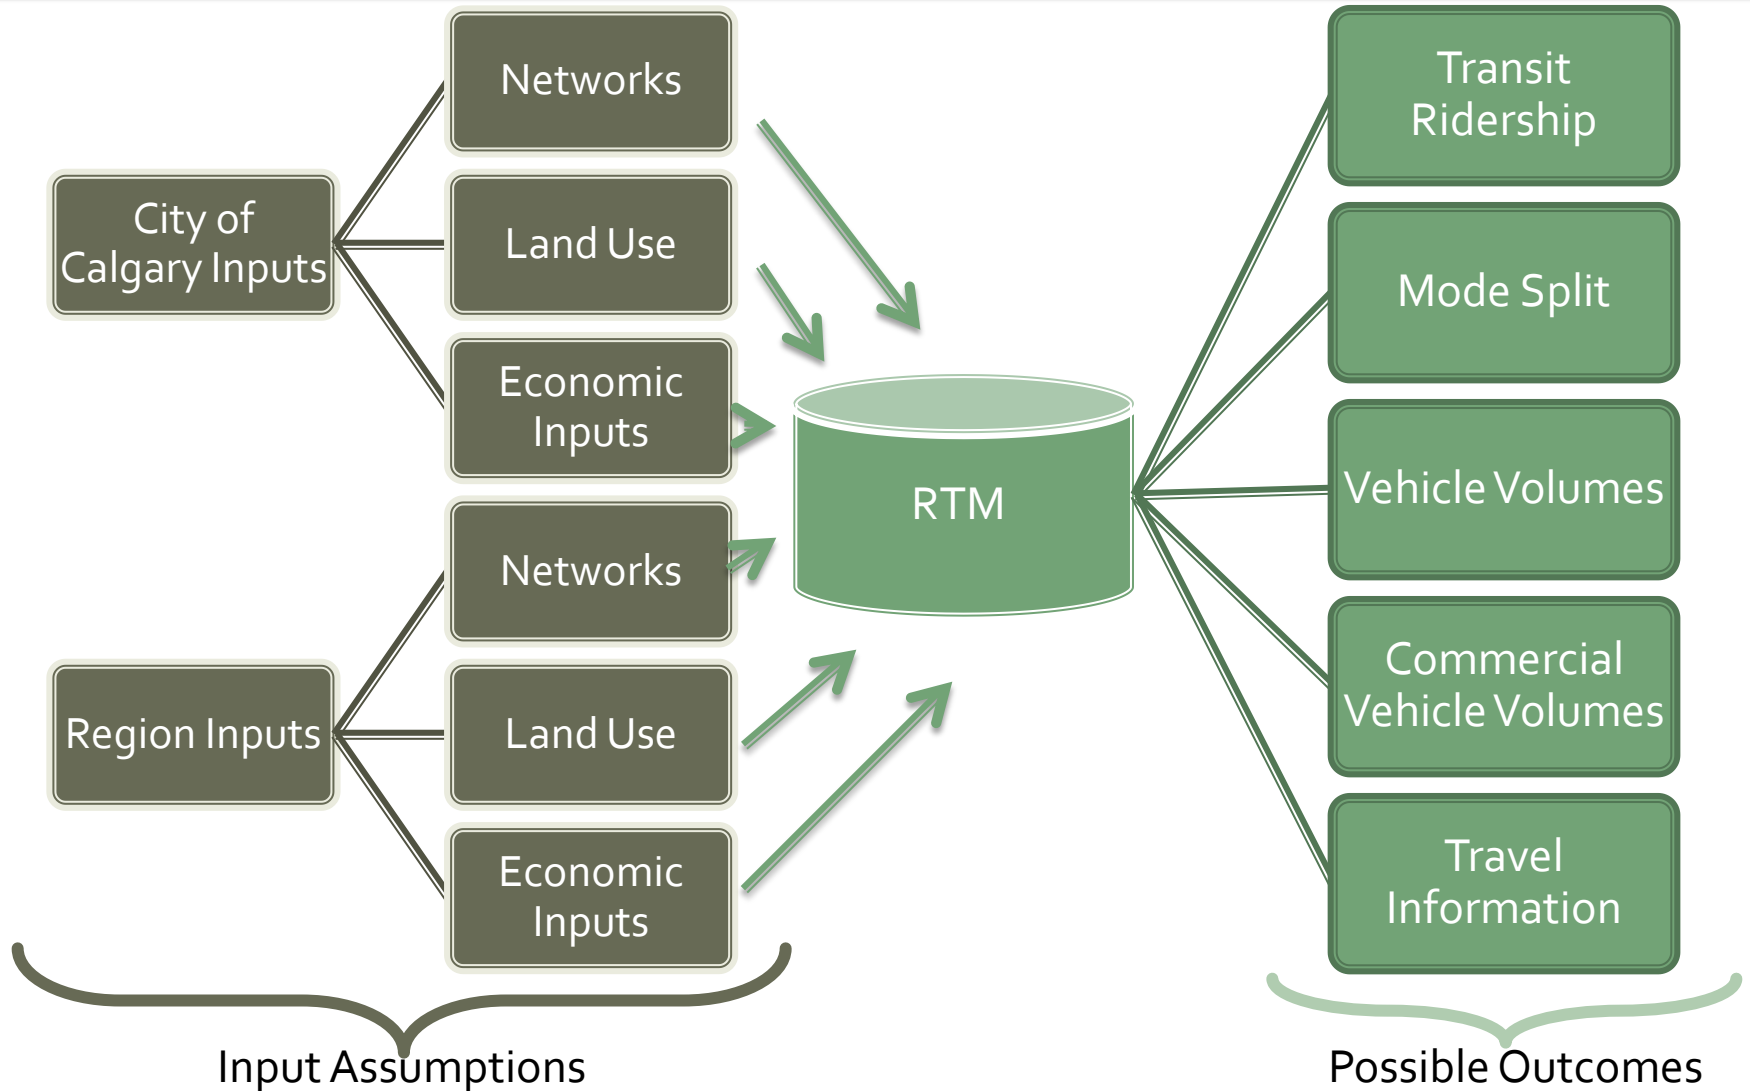 City of
Calgary Inputs
Networks
Land Use
Economic
Inputs
Region Inputs
Networks
Land Use
Economic
Inputs
Input Assumptions
RTM
Transit
Ridership
Mode Split
Vehicle Volumes
Commercial
Vehicle Volumes
Travel
Information
Possible Outcomes